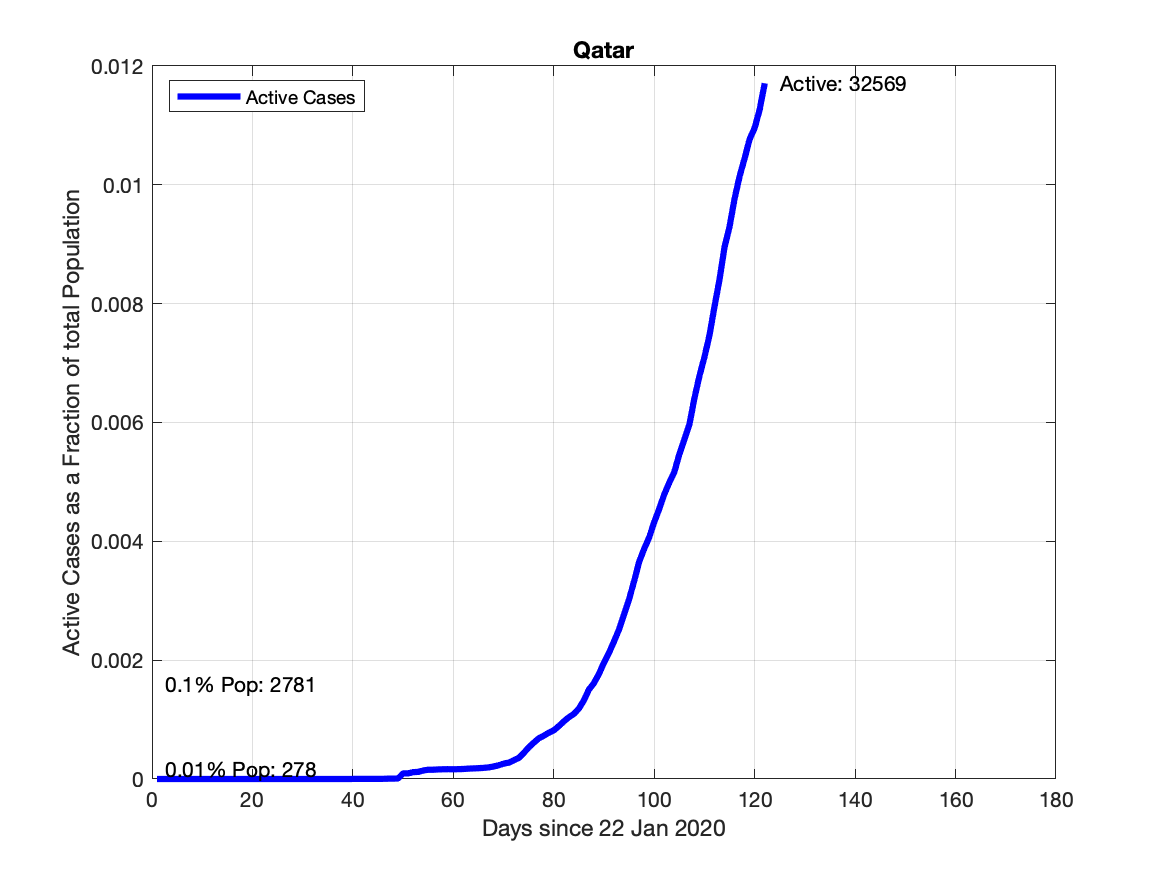 Qatar
Active Cases
Active: 32569
Active Cases as a Fraction of total Population
0.012
0.01
0.008
0.006
0.004
0.002
0
0.1% Pop: 2781
0.01% Pop: 278
0 20 40 60 80 100 120 140 160 180
Days since 22 Jan 2020